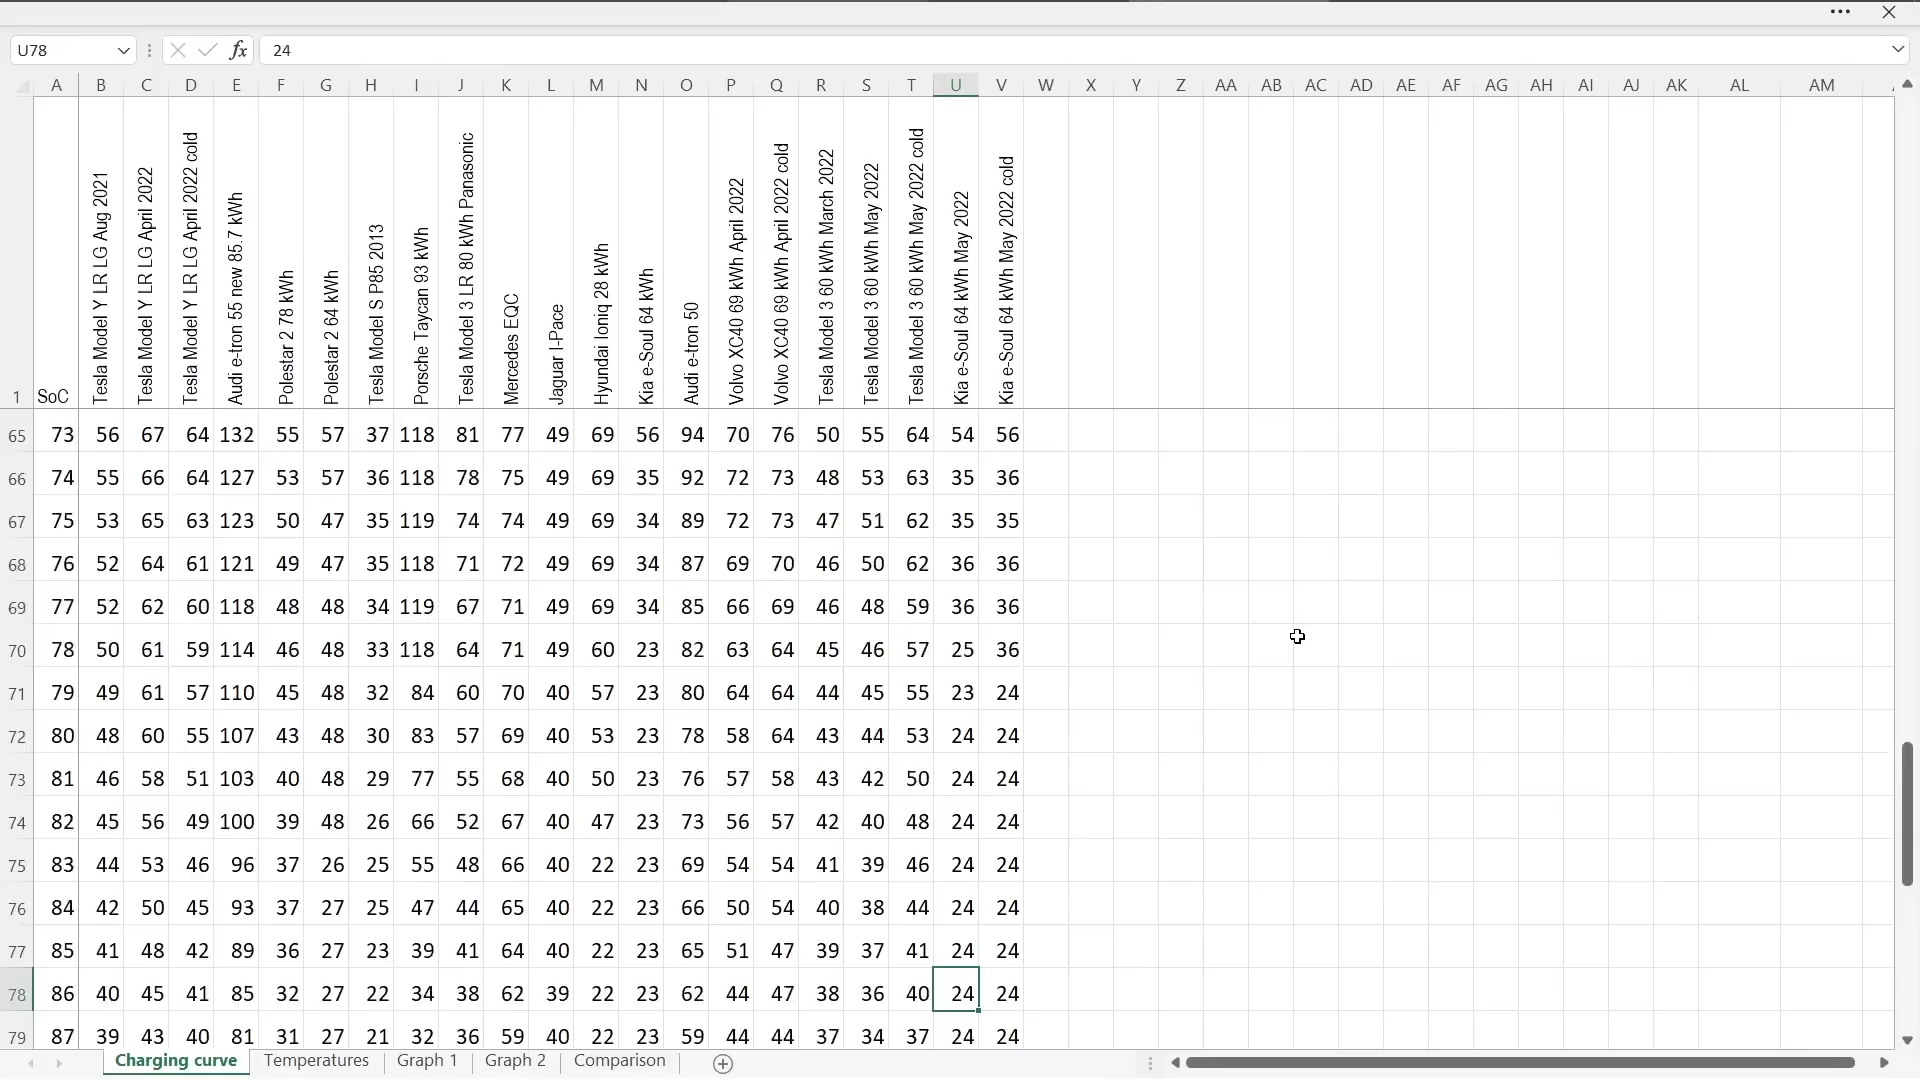 U78 fx 24
A B C D E F G H I J K L M N O P Q R S T U V W X Y Z AA AB AC AD AE AF AG AH AI AJ AK AL AM
1 SoC
Tesla Model Y LR LG Aug 2021
Tesla Model Y LR LG April 2022
Tesla Model Y LR LG April 2022 cold
Audi e-tron 55 new 85.7 kWh
Polestar 2 78 kWh
Polestar 2 64 kWh
Tesla Model S P85 2013
Porsche Taycan 93 kWh
Tesla Model 3 LR 80 kWh Panasonic
Mercedes EQC
Jaguar I-Pace
Hyundai Ioniq 28 kWh
Kia e-Soul 64 kWh
Audi e-tron 50
Volvo XC40 69 kWh April 2022
Volvo XC40 69 kWh April 2022 cold
Tesla Model 3 60 kWh March 2022
Tesla Model 3 60 kWh May 2022
Tesla Model 3 60 kWh May 2022 cold
Kia e-Soul 64 kWh May 2022
Kia e-Soul 64 kWh May 2022 cold
65 73 56 67 64 132 55 57 37 118 81 77 49 69 56 94 70 76 50 55 64 54 56
66 74 55 66 64 127 53 57 36 118 78 75 49 69 35 92 72 73 48 53 63 35 36
67 75 53 65 63 123 50 47 35 119 74 74 49 69 34 89 72 73 47 51 62 35 35
68 76 52 64 61 121 49 47 35 118 71 72 49 69 34 87 69 70 46 50 62 36 36
69 77 52 62 60 118 48 48 34 119 67 71 49 69 34 85 66 69 46 48 59 36 36
70 78 50 61 59 114 46 48 33 118 64 71 49 60 23 82 63 64 45 46 57 25 36
71 79 49 61 57 110 45 48 32 84 60 70 40 57 23 80 64 64 44 45 55 23 24
72 80 48 60 55 107 43 48 30 83 57 69 40 53 23 78 58 64 43 44 53 24 24
73 81 46 58 51 103 40 48 29 77 55 68 40 50 23 76 57 58 43 42 50 24 24
74 82 45 56 49 100 39 48 26 66 52 67 40 47 23 73 56 57 42 40 48 24 24
75 83 44 53 46 96 37 26 25 55 48 66 40 22 23 69 54 54 41 39 46 24 24
76 84 42 50 45 93 37 27 25 47 44 65 40 22 23 66 50 54 40 38 44 24 24
77 85 41 48 42 89 36 27 23 39 41 64 40 22 23 65 51 47 39 37 41 24 24
78 86 40 45 41 85 32 27 22 34 38 62 39 22 23 62 44 47 38 36 40 24 24
79 87 39 43 40 81 31 27 21 32 36 59 40 22 23 59 44 44 37 34 37 24 24
Charging curve Temperatures Graph 1 Graph 2 Comparison